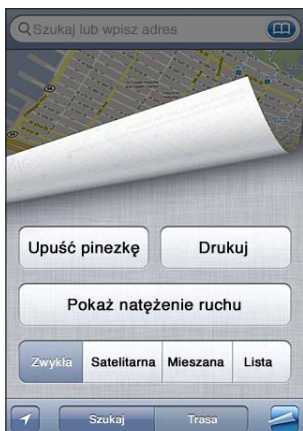 Szukaj lub wpisz adres
Upuść pinezkę
Drukuj
Pokaż natężenie ruchu
Zwykła Satelitarna Mieszana Lista
Szukaj Trasa